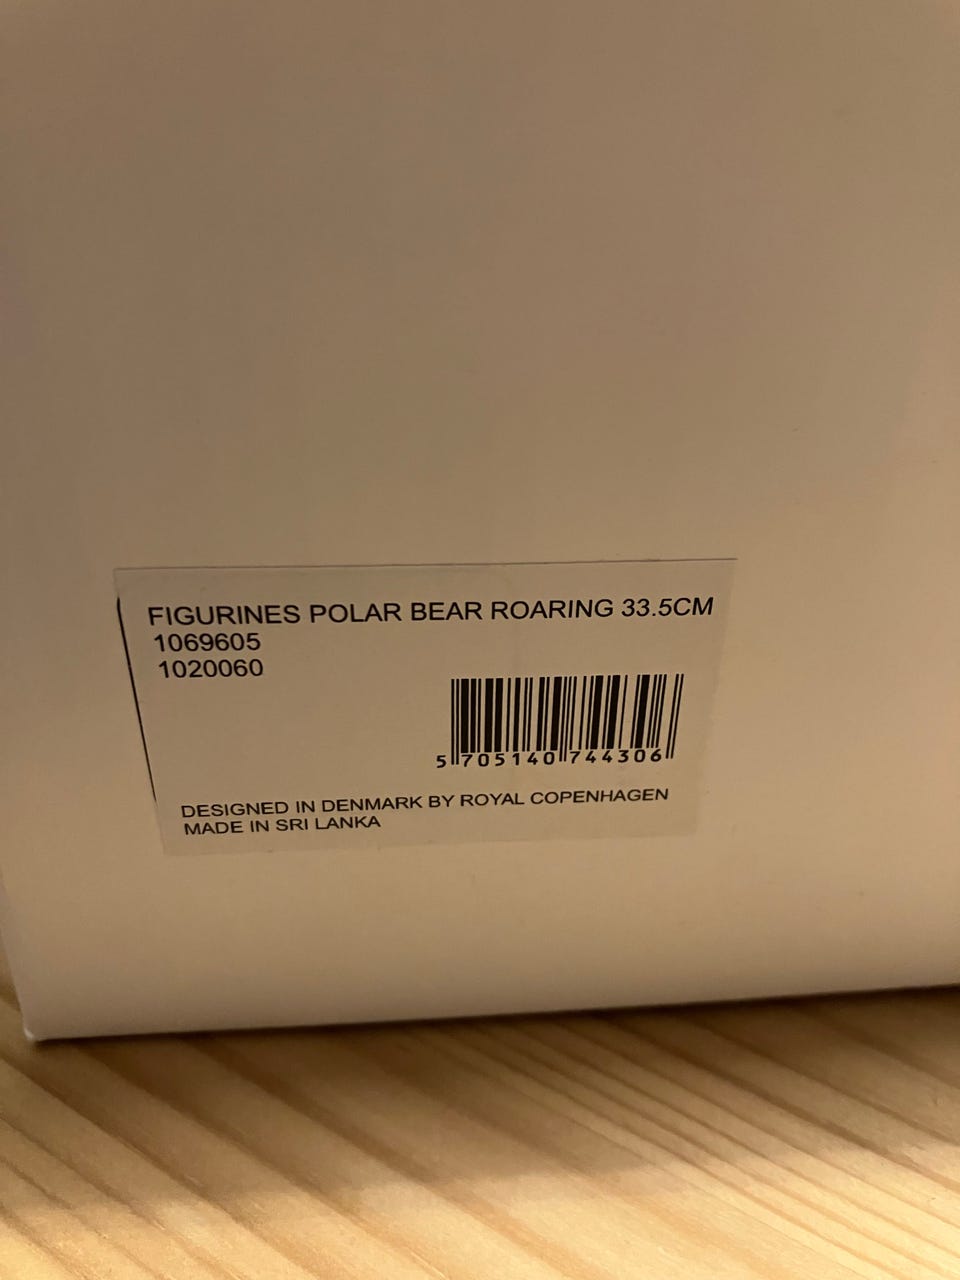 FIGURINES POLAR BEAR ROARING 33.5CM
1069605
1020060
5 705140 744306
DESIGNED IN DENMARK BY ROYAL COPENHAGEN
MADE IN SRI LANKA